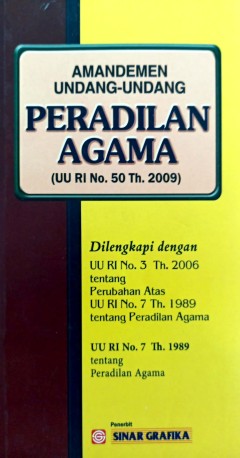 AMANDEMEN
UNDANG-UNDANG
PERADILAN
AGAMA
(UU RI No. 50 Th. 2009)
Dilengkapi dengan
UU RI No. 3 Th. 2006
tentang
Perubahan Atas
UU RI No. 7 Th. 1989
tentang Peradilan Agama
UU RI No. 7 Th. 1989
tentang
Peradilan Agama
Penerbit
SINAR GRAFIKA